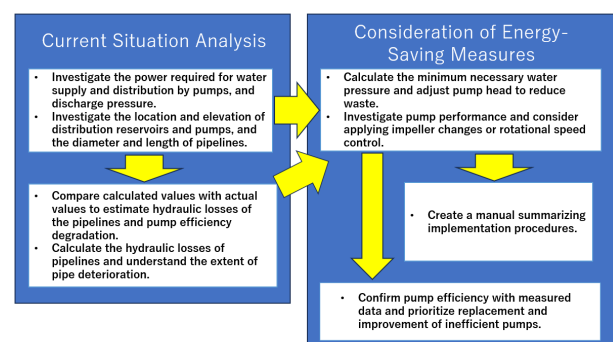 Current Situation Analysis
• Investigate the power required for water
supply and distribution by pumps, and
discharge pressure.
• Investigate the location and elevation of
distribution reservoirs and pumps, and
the diameter and length of pipelines.
• Compare calculated values with actual
values to estimate hydraulic losses of
the pipelines and pump efficiency
degradation.
• Calculate the hydraulic losses of
pipelines and understand the extent of
pipe deterioration.
Consideration of Energy-
Saving Measures
• Calculate the minimum necessary water
pressure and adjust pump head to reduce
waste.
• Investigate pump performance and consider
applying impeller changes or rotational speed
control.
• Create a manual summarizing
implementation procedures.
• Confirm pump efficiency with measured
data and prioritize replacement and
improvement of inefficient pumps.